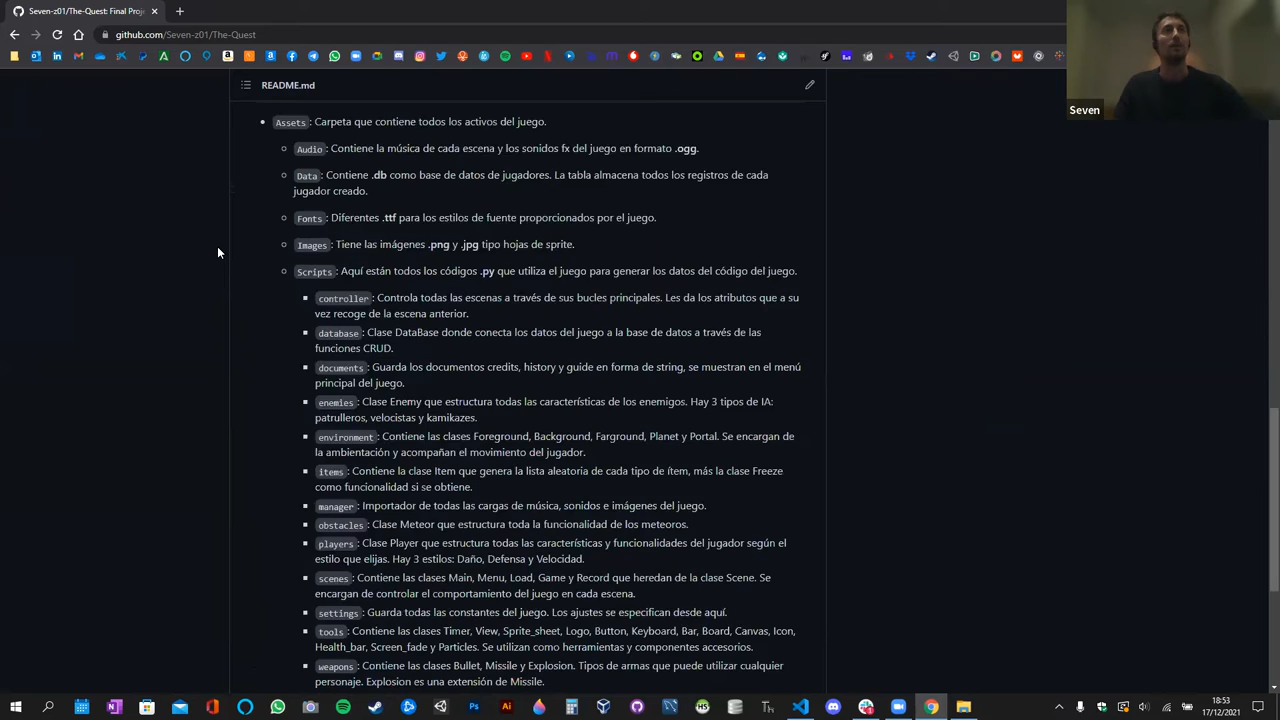 Seven-z01/The-Quest: Final Proje
github.com/Seven-z01/The-Quest
Seven
README.md
Assets: Carpeta que contiene todos los activos del juego.
Audio: Contiene la música de cada escena y los sonidos fx del juego en formato .ogg.
Data: Contiene .db como base de datos de jugadores. La tabla almacena todos los registros de cada
jugador creado.
Fonts: Diferentes .ttf para los estilos de fuente proporcionados por el juego.
Images: Tiene las imágenes .png y .jpg tipo hojas de sprite.
Scripts: Aquí están todos los códigos .py que utiliza el juego para generar los datos del código del juego.
controller: Controla todas las escenas a través de sus bucles principales. Les da los atributos que a su
vez recoge de la escena anterior.
database: Clase DataBase donde conecta los datos del juego a la base de datos a través de las
funciones CRUD.
documents: Guarda los documentos credits, history y guide en forma de string, se muestran en el menú
principal del juego.
enemies: Clase Enemy que estructura todas las características de los enemigos. Hay 3 tipos de IA:
patrulleros, velocistas y kamikazes.
environment: Contiene las clases Foreground, Background, Farground, Planet y Portal. Se encargan de
la ambientación y acompañan el movimiento del jugador.
items: Contiene la clase Item que genera la lista aleatoria de cada tipo de ítem, más la clase Freeze
como funcionalidad si se obtiene.
manager: Importador de todas las cargas de música, sonidos e imágenes del juego.
obstacles: Clase Meteor que estructura toda la funcionalidad de los meteoros.
players: Clase Player que estructura todas las características y funcionalidades del jugador según el
estilo que elijas. Hay 3 estilos: Daño, Defensa y Velocidad.
scenes: Contiene las clases Main, Menu, Load, Game y Record que heredan de la clase Scene. Se
encargan de controlar el comportamiento del juego en cada escena.
settings: Guarda todas las constantes del juego. Los ajustes se especifican desde aquí.
tools: Contiene las clases Timer, View, Sprite_sheet, Logo, Button, Keyboard, Bar, Board, Canvas, Icon,
Health_bar, Screen_fade y Particles. Se utilizan como herramientas y componentes accesorios.
weapons: Contiene las clases Bullet, Missile y Explosion. Tipos de armas que puede utilizar cualquier
personaje. Explosion es una extensión de Missile.
18:53
17/12/2021